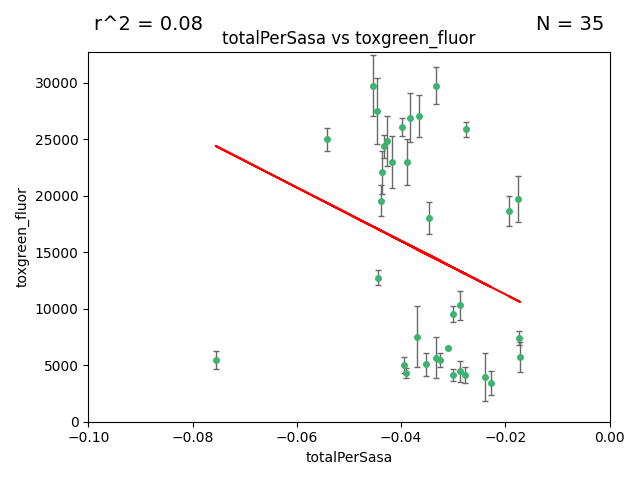 r^2 = 0.08
N = 35
totalPerSasa vs toxgreen_fluor
toxgreen_fluor
30000
25000
20000
15000
10000
5000
0
−0.10
−0.08
−0.06
−0.04
−0.02
0.00
totalPerSasa